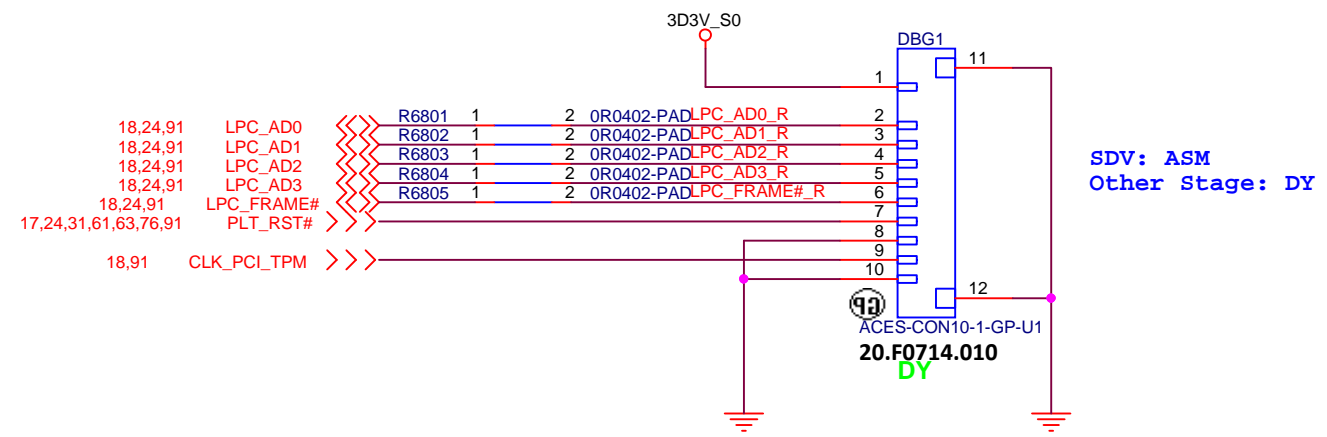 3D3V_S0
DBG1
11
1
18,24,91 LPC_AD0 R6801 1 2 0R0402-PAD LPC_AD0_R 2
18,24,91 LPC_AD1 R6802 1 2 0R0402-PAD LPC_AD1_R 3
18,24,91 LPC_AD2 R6803 1 2 0R0402-PAD LPC_AD2_R 4
18,24,91 LPC_AD3 R6804 1 2 0R0402-PAD LPC_AD3_R 5
18,24,91 LPC_FRAME# R6805 1 2 0R0402-PAD LPC_FRAME#_R 6
17,24,31,61,63,76,91 PLT_RST# 7
8
18,91 CLK_PCI_TPM 9
10
12
GP
ACES-CON10-1-GP-U1
20.F0714.010
DY
SDV: ASM
Other Stage: DY